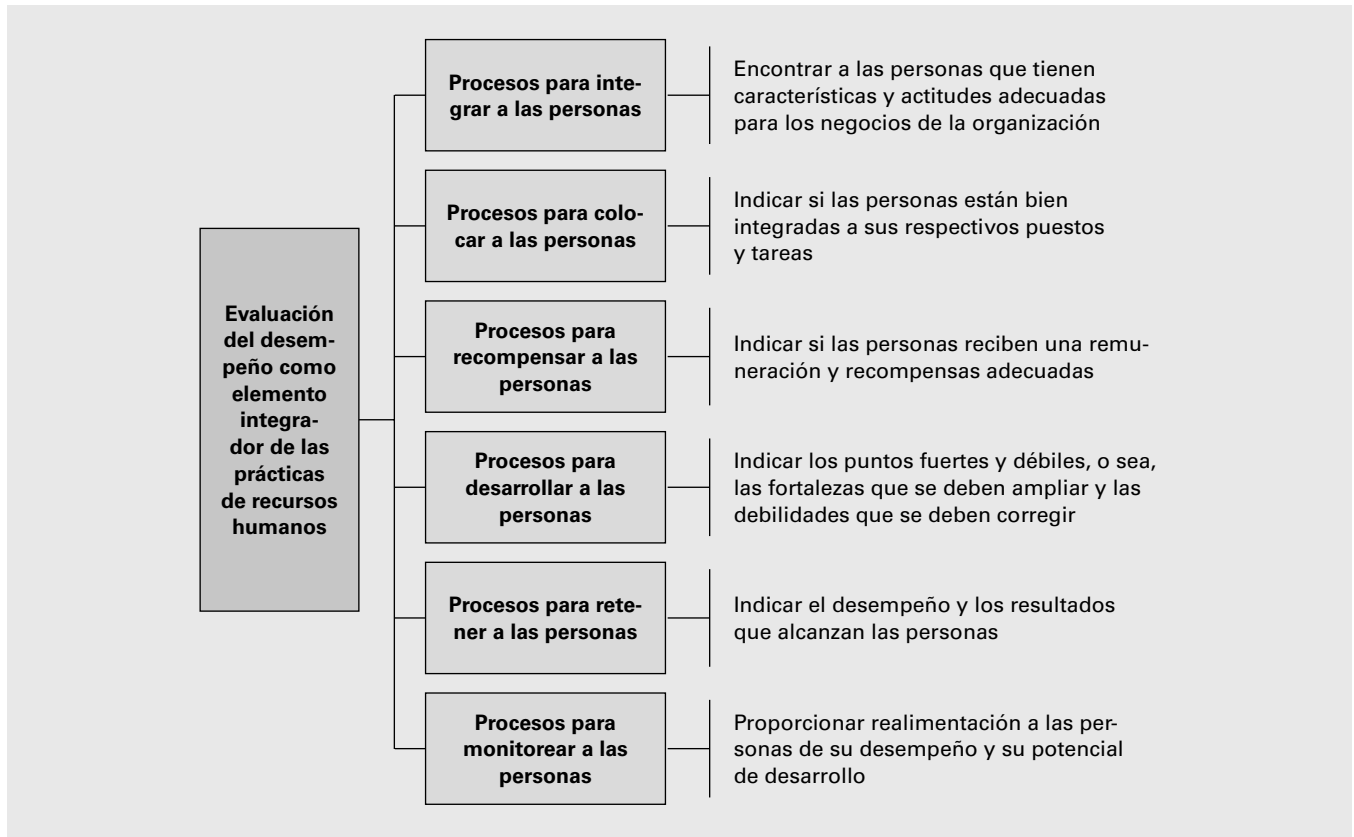 Evaluación
del desem-
peño como
elemento
integra-
dor de las
prácticas
de recursos
humanos
Procesos para inte-
grar a las personas
Encontrar a las personas que tienen
características y actitudes adecuadas
para los negocios de la organización
Procesos para colo-
car a las personas
Indicar si las personas están bien
integradas a sus respectivos puestos
y tareas
Procesos para
recompensar a las
personas
Indicar si las personas reciben una remu-
neración y recompensas adecuadas
Procesos para
desarrollar a las
personas
Indicar los puntos fuertes y débiles, o sea,
las fortalezas que se deben ampliar y las
debilidades que se deben corregir
Procesos para rete-
ner a las personas
Indicar el desempeño y los resultados
que alcanzan las personas
Procesos para
monitorear a las
personas
Proporcionar realimentación a las per-
sonas de su desempeño y su potencial
de desarrollo